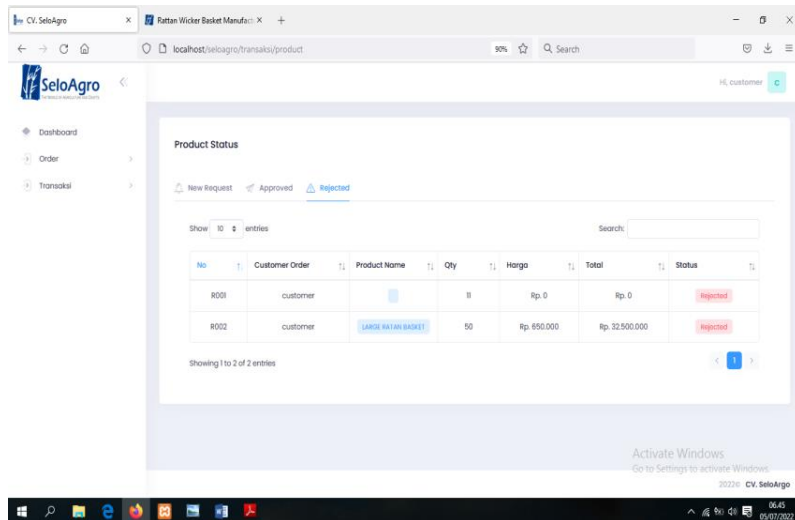 CV. SeloAgro
Rattan Wicker Basket Manufact
localhost/seloagro/transaksi/product
90%
Search
SeloAgro
Hi, customer
C
Dashboard
Order
Transaksi
Product Status
New Request
Approved
Rejected
Show 10 entries
Search:
No Customer Order Product Name Qty Harga Total Status
R001 customer 11 Rp. 0 Rp. 0 Rejected
R002 customer LARGE RATAN BASKET 50 Rp. 650.000 Rp. 32.500.000 Rejected
Showing 1 to 2 of 2 entries
1
Activate Windows
Go to Settings to activate Windows.
CV. SeloArgo
06.45
05/07/2022